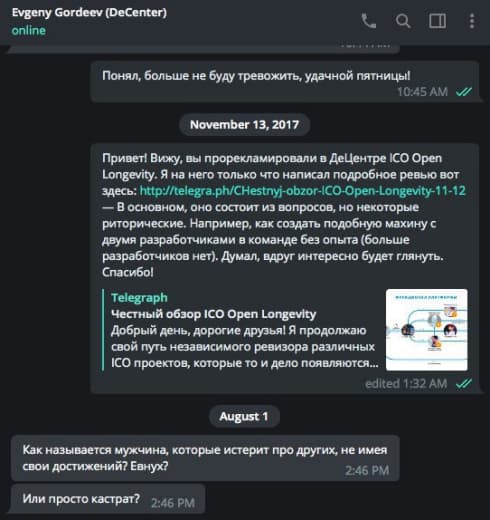 Evgeny Gordeev (DeCenter)
online
Понял, больше не буду тревожить, удачной пятницы!
10:45 AM
November 13, 2017
Привет! Вижу, вы прорекламировали в ДеЦентре ICO Open
Longevity. Я на него только что написал подробное ревью вот
здесь: http://telegra.ph/CHestnyj-obzor-ICO-Open-Longevity-11-12
— В основном, оно состоит из вопросов, но некоторые
риторические. Например, как создать подобную махину с
двумя разработчиками в команде без опыта (больше
разработчиков нет). Думал, вдруг интересно будет глянуть.
Спасибо!
Telegraph
Честный обзор ICO Open Longevity
Добрый день, дорогие друзья! Я продолжаю
свой путь независимого ревизора различных
ICO проектов, которые то и дело появляются...
edited 1:32 AM
August 1
Как называется мужчина, которые истерит про других, не имея
свои достижений? Евнух?
2:46 PM
Или просто кастрат?
2:46 PM